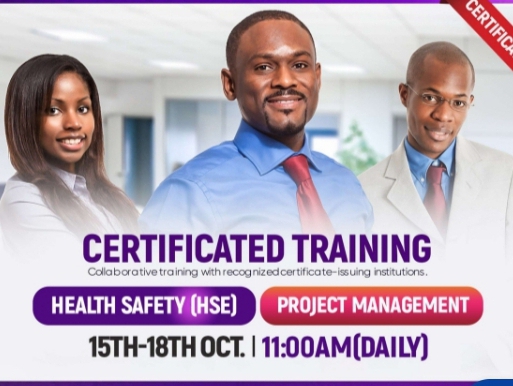 CERTIFICA
CERTIFICATED TRAINING
Collaborative training with recognized certificate-issuing institutions.
HEALTH SAFETY (HSE) PROJECT MANAGEMENT
15TH-18TH OCT. | 11:00AM(DAILY)